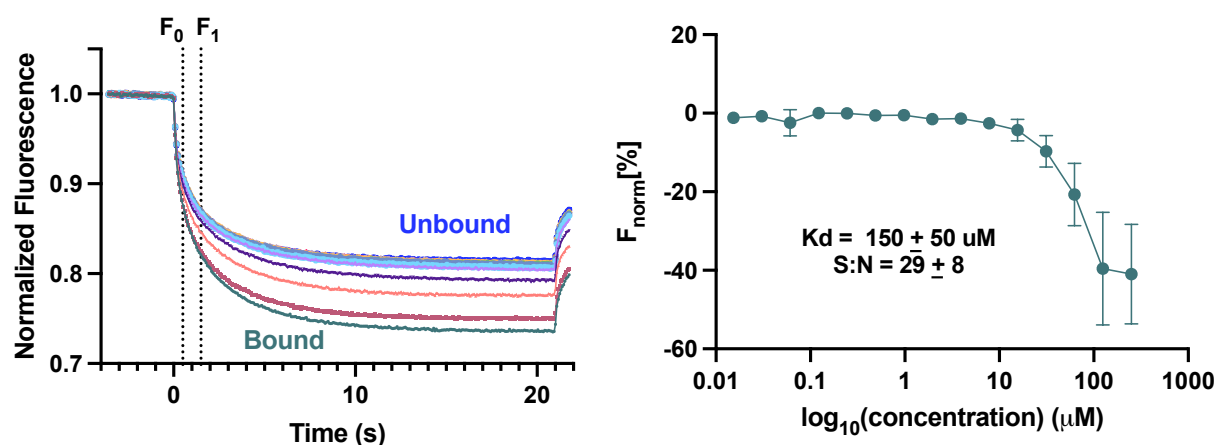 F0 F1
Normalized Fluorescence
1.0
0.9
0.8
0.7
Unbound
Bound
0 10 20
Time (s)
Fnorm[%]
20
0
-20
-40
-60
Kd = 150 ± 50 uM
S:N = 29 ± 8
0.01 0.1 1 10 100 1000
log10(concentration) (μM)